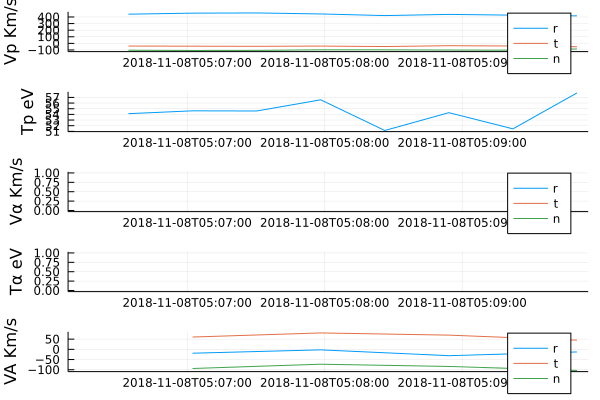 Vp Km/s
400
300
200
100
0
−100
2018-11-08T05:07:00 2018-11-08T05:08:00 2018-11-08T05:09
r
t
n
Tp eV
57
56
55
54
53
52
51
2018-11-08T05:07:00 2018-11-08T05:08:00 2018-11-08T05:09:00
Vα Km/s
1.00
0.75
0.50
0.25
0.00
2018-11-08T05:07:00 2018-11-08T05:08:00 2018-11-08T05:09
r
t
n
Tα eV
1.00
0.75
0.50
0.25
0.00
2018-11-08T05:07:00 2018-11-08T05:08:00 2018-11-08T05:09:00
VA Km/s
50
0
−50
−100
2018-11-08T05:07:00 2018-11-08T05:08:00 2018-11-08T05:09
r
t
n